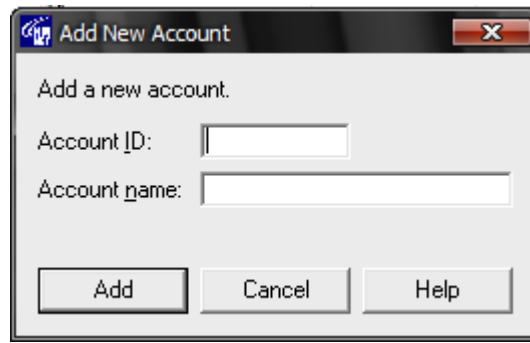 Add New Account
Add a new account.
Account ID:
Account name:
Add Cancel Help